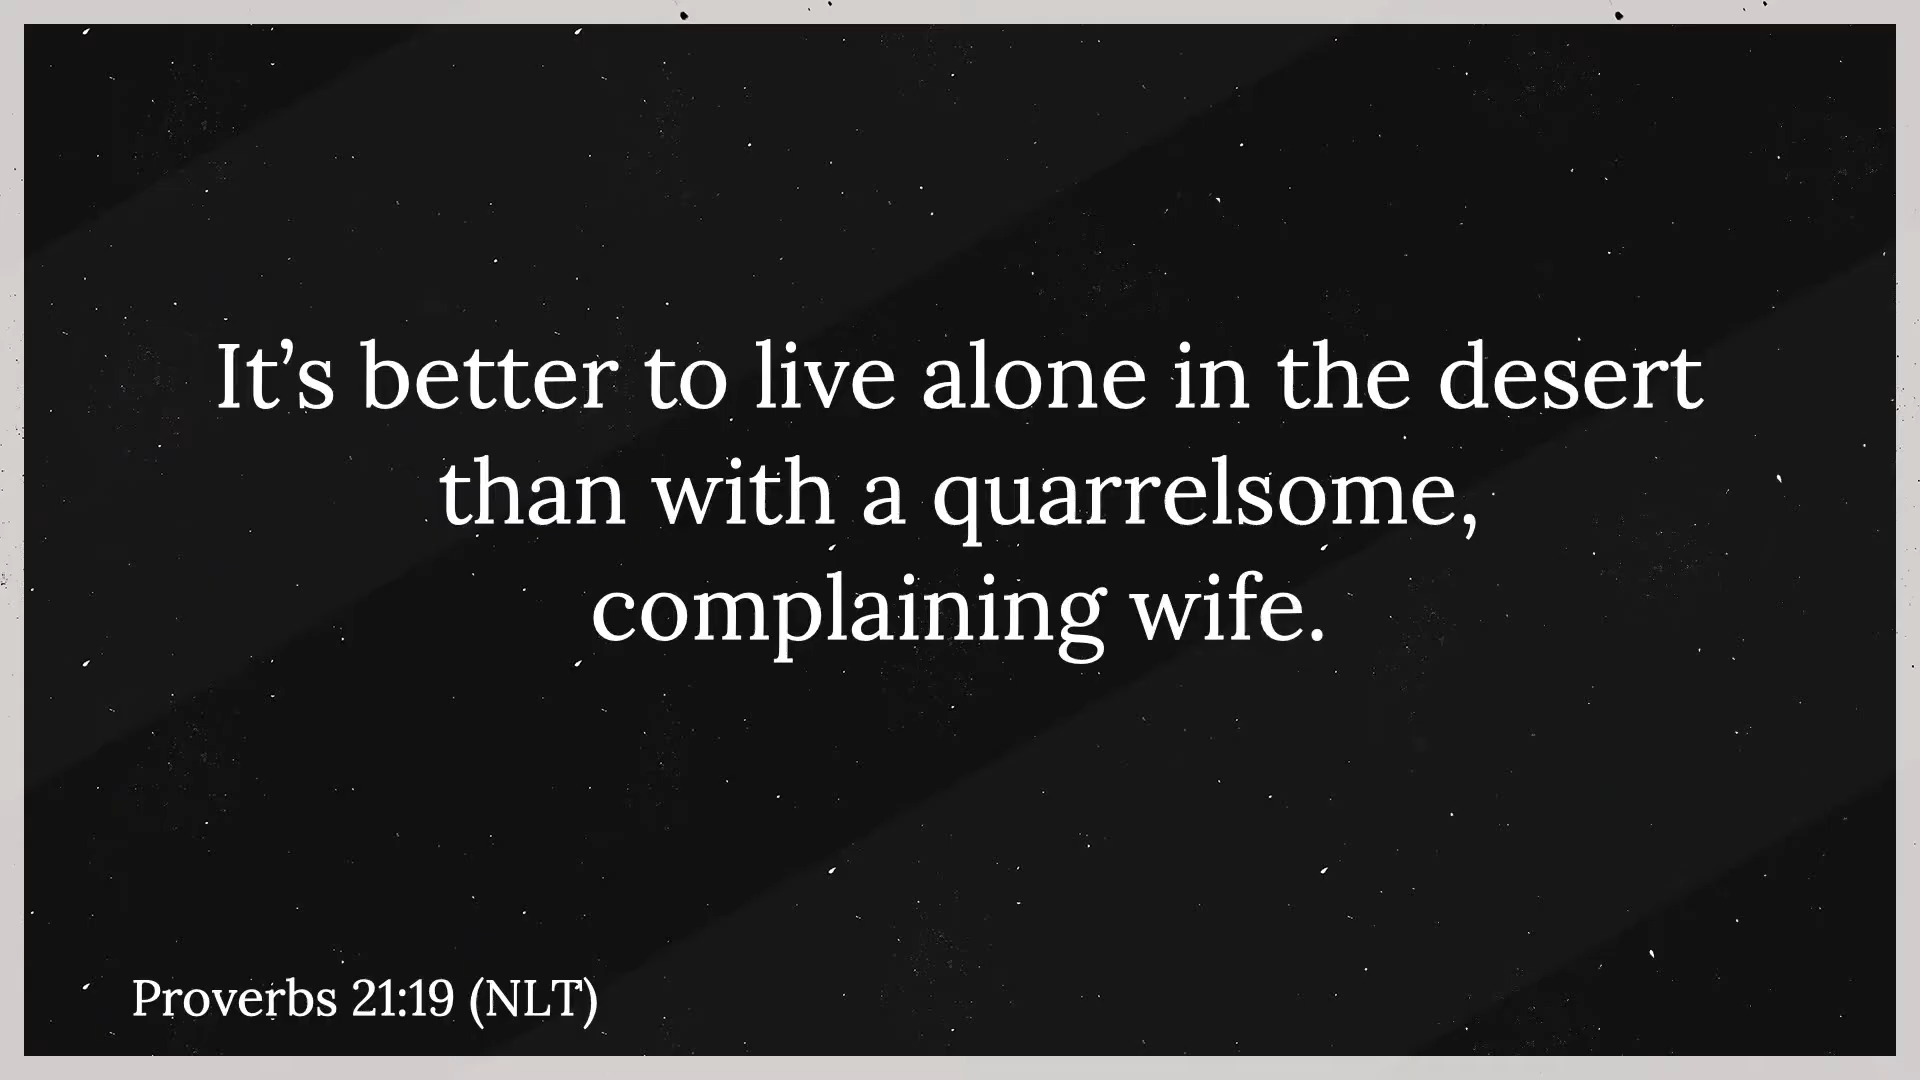 It’s better to live alone in the desert
than with a quarrelsome,
complaining wife.
Proverbs 21:19 (NLT)